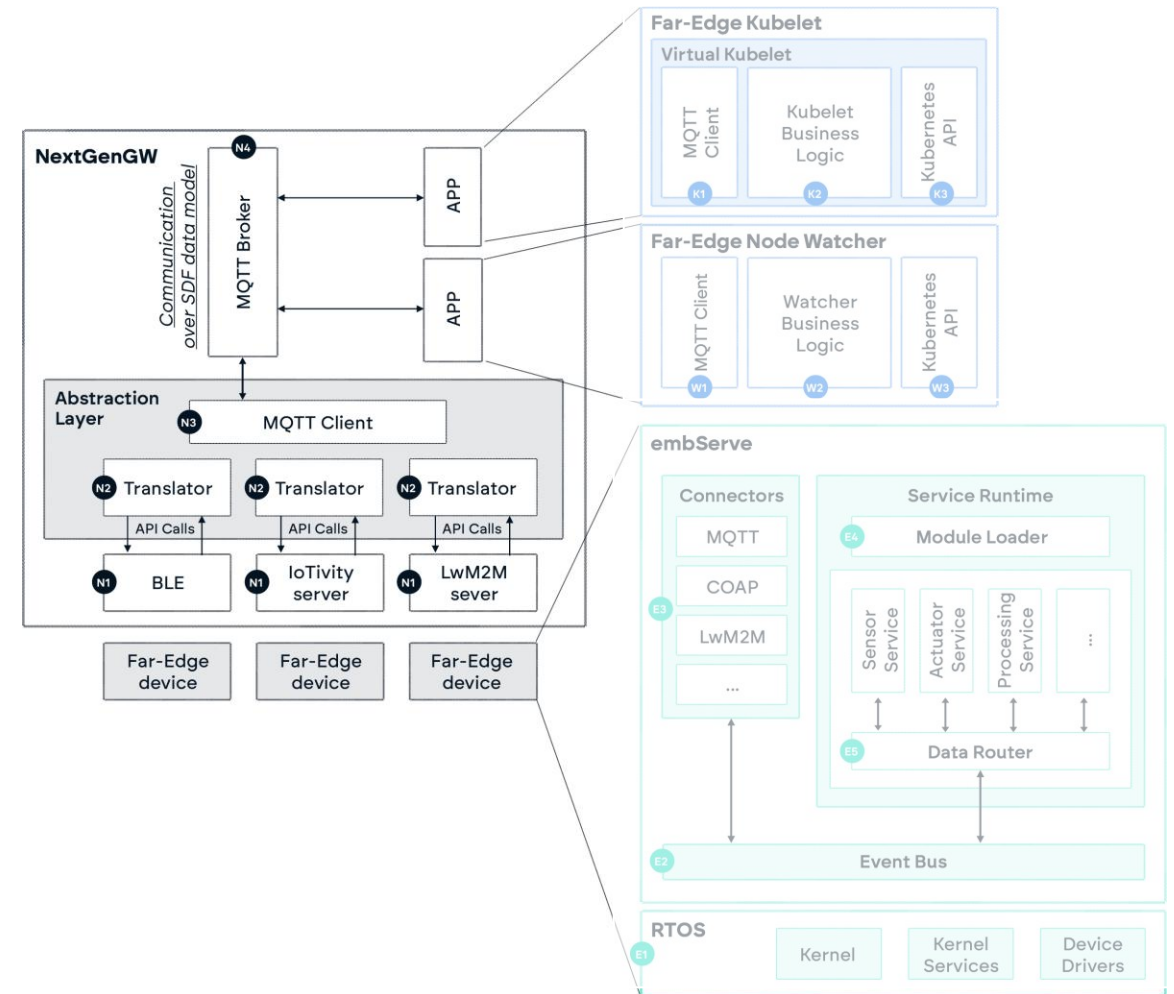 NextGenGW
N4
MQTT Broker
Communication
over SDF data model
APP
APP
Abstraction
Layer
N3
MQTT Client
N2
Translator
N2
Translator
N2
Translator
API Calls
API Calls
API Calls
N1
BLE
N1
IoTivity
server
N1
LwM2M
sever
Far-Edge
device
Far-Edge
device
Far-Edge
device
Far-Edge Kubelet
Virtual Kubelet
MQTT
Client
K1
Kubelet
Business
Logic
K2
Kubernetes
API
K3
Far-Edge Node Watcher
MQTT Client
W1
Watcher
Business
Logic
W2
Kubernetes
API
W3
embServe
Connectors
MQTT
COAP
E3
LwM2M
...
Service Runtime
E4
Module Loader
Sensor
Service
Actuator
Service
Processing
Service
...
E5
Data Router
E2
Event Bus
RTOS
E1
Kernel
Kernel
Services
Device
Drivers